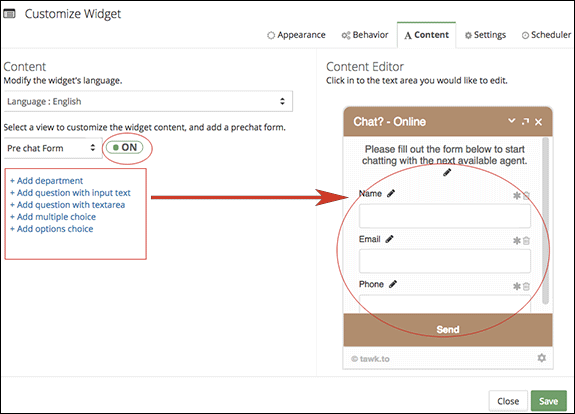 Customize Widget
Appearance
Behavior
A Content
Settings
Scheduler
Content
Modify the widget's language.
Language : English
Select a view to customize the widget content, and add a prechat form.
Pre chat Form
ON
+ Add department
+ Add question with input text
+ Add question with textarea
+ Add multiple choice
+ Add options choice
Content Editor
Click in to the text area you would like to edit.
Chat? - Online
Please fill out the form below to start
chatting with the next available agent.
Name
Email
Phone
Send
© tawk.to
Close
Save